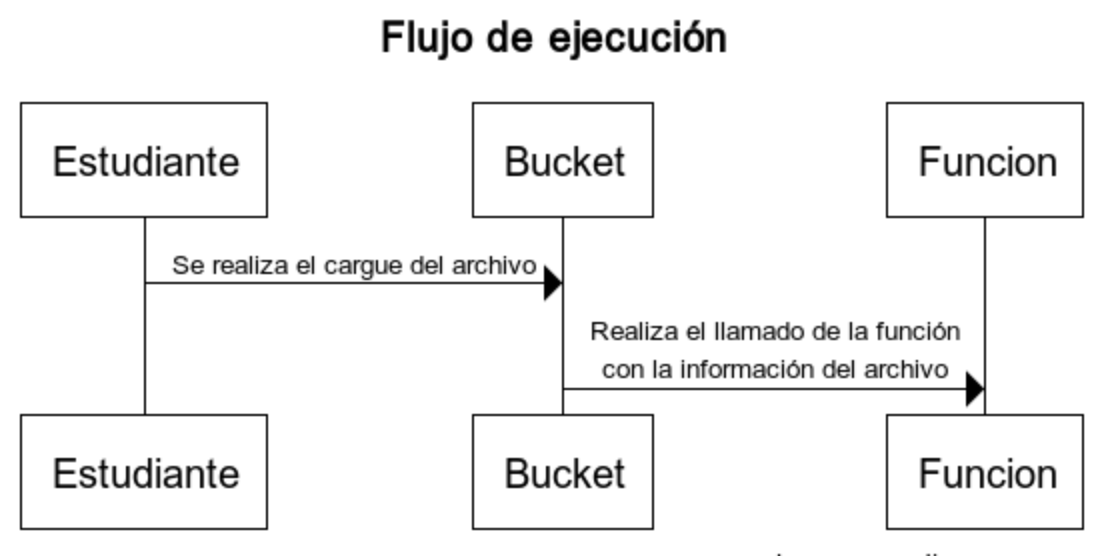 Flujo de ejecución
Estudiante
Bucket
Funcion
Se realiza el cargue del archivo
Realiza el llamado de la función
con la información del archivo
Estudiante
Bucket
Funcion